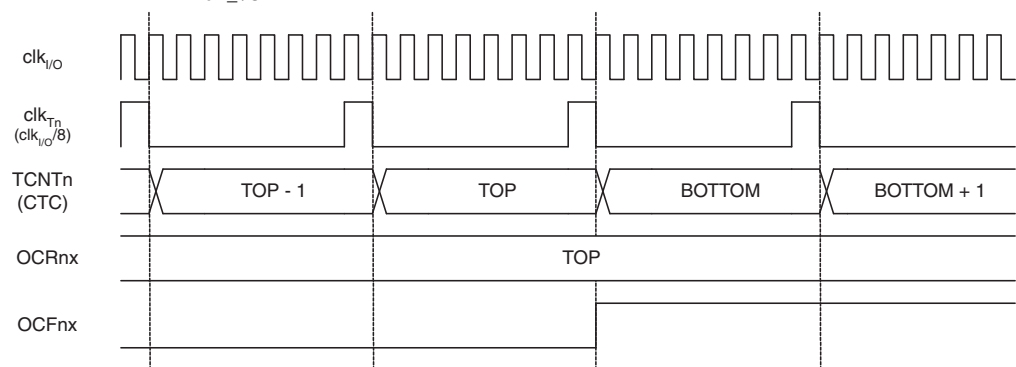 clkI/O
clkTn
(clkI/O/8)
TCNTn
(CTC)
TOP - 1
TOP
BOTTOM
BOTTOM + 1
OCRnx
TOP
OCFnx